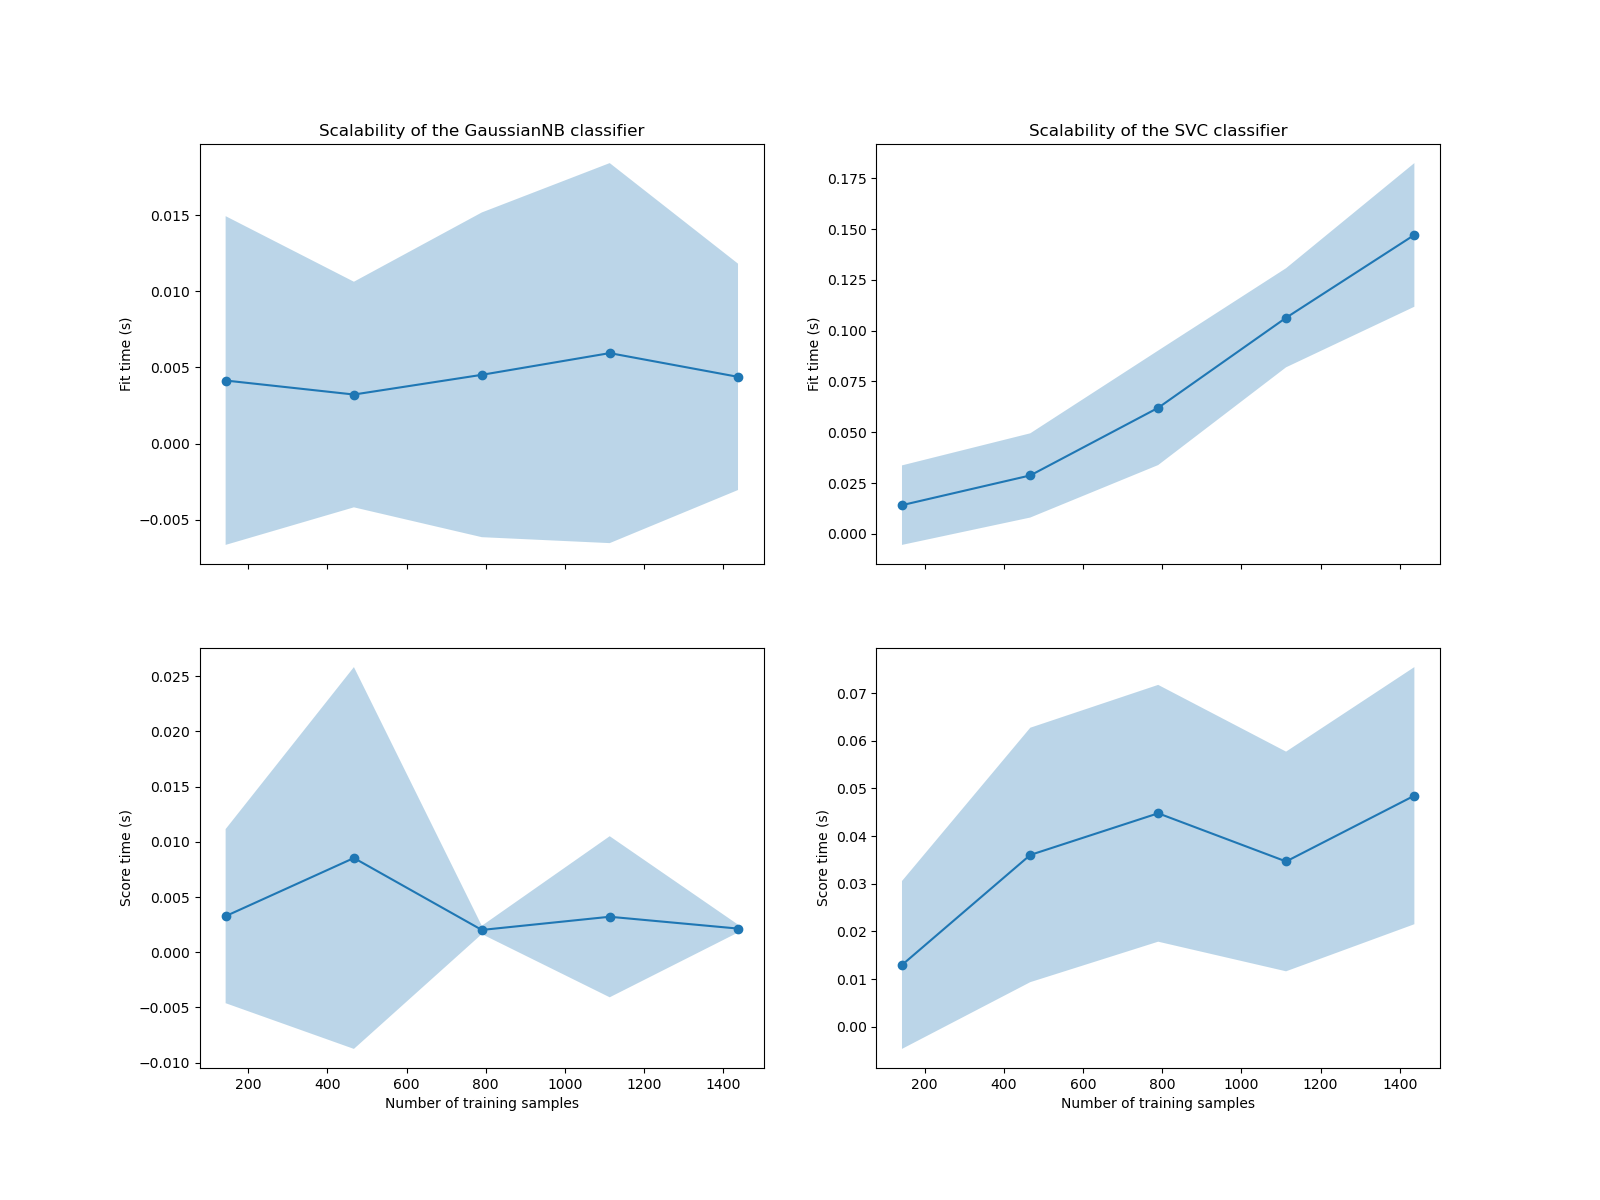 Scalability of the GaussianNB classifier
Scalability of the SVC classifier
0.015
0.010
0.005
0.000
−0.005
Fit time (s)
0.175
0.150
0.125
0.100
0.075
0.050
0.025
0.000
Fit time (s)
0.025
0.020
0.015
0.010
0.005
0.000
−0.005
−0.010
Score time (s)
200 400 600 800 1000 1200 1400
Number of training samples
0.07
0.06
0.05
0.04
0.03
0.02
0.01
0.00
Score time (s)
200 400 600 800 1000 1200 1400
Number of training samples